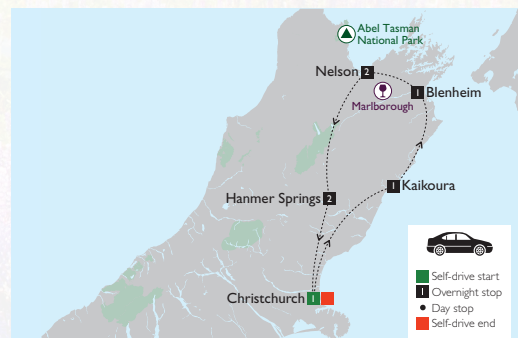 Abel Tasman
National Park
Nelson 2
1 Blenheim
Marlborough
1 Kaikoura
Hanmer Springs 2
Christchurch 1
Self-drive start
1 Overnight stop
Day stop
Self-drive end